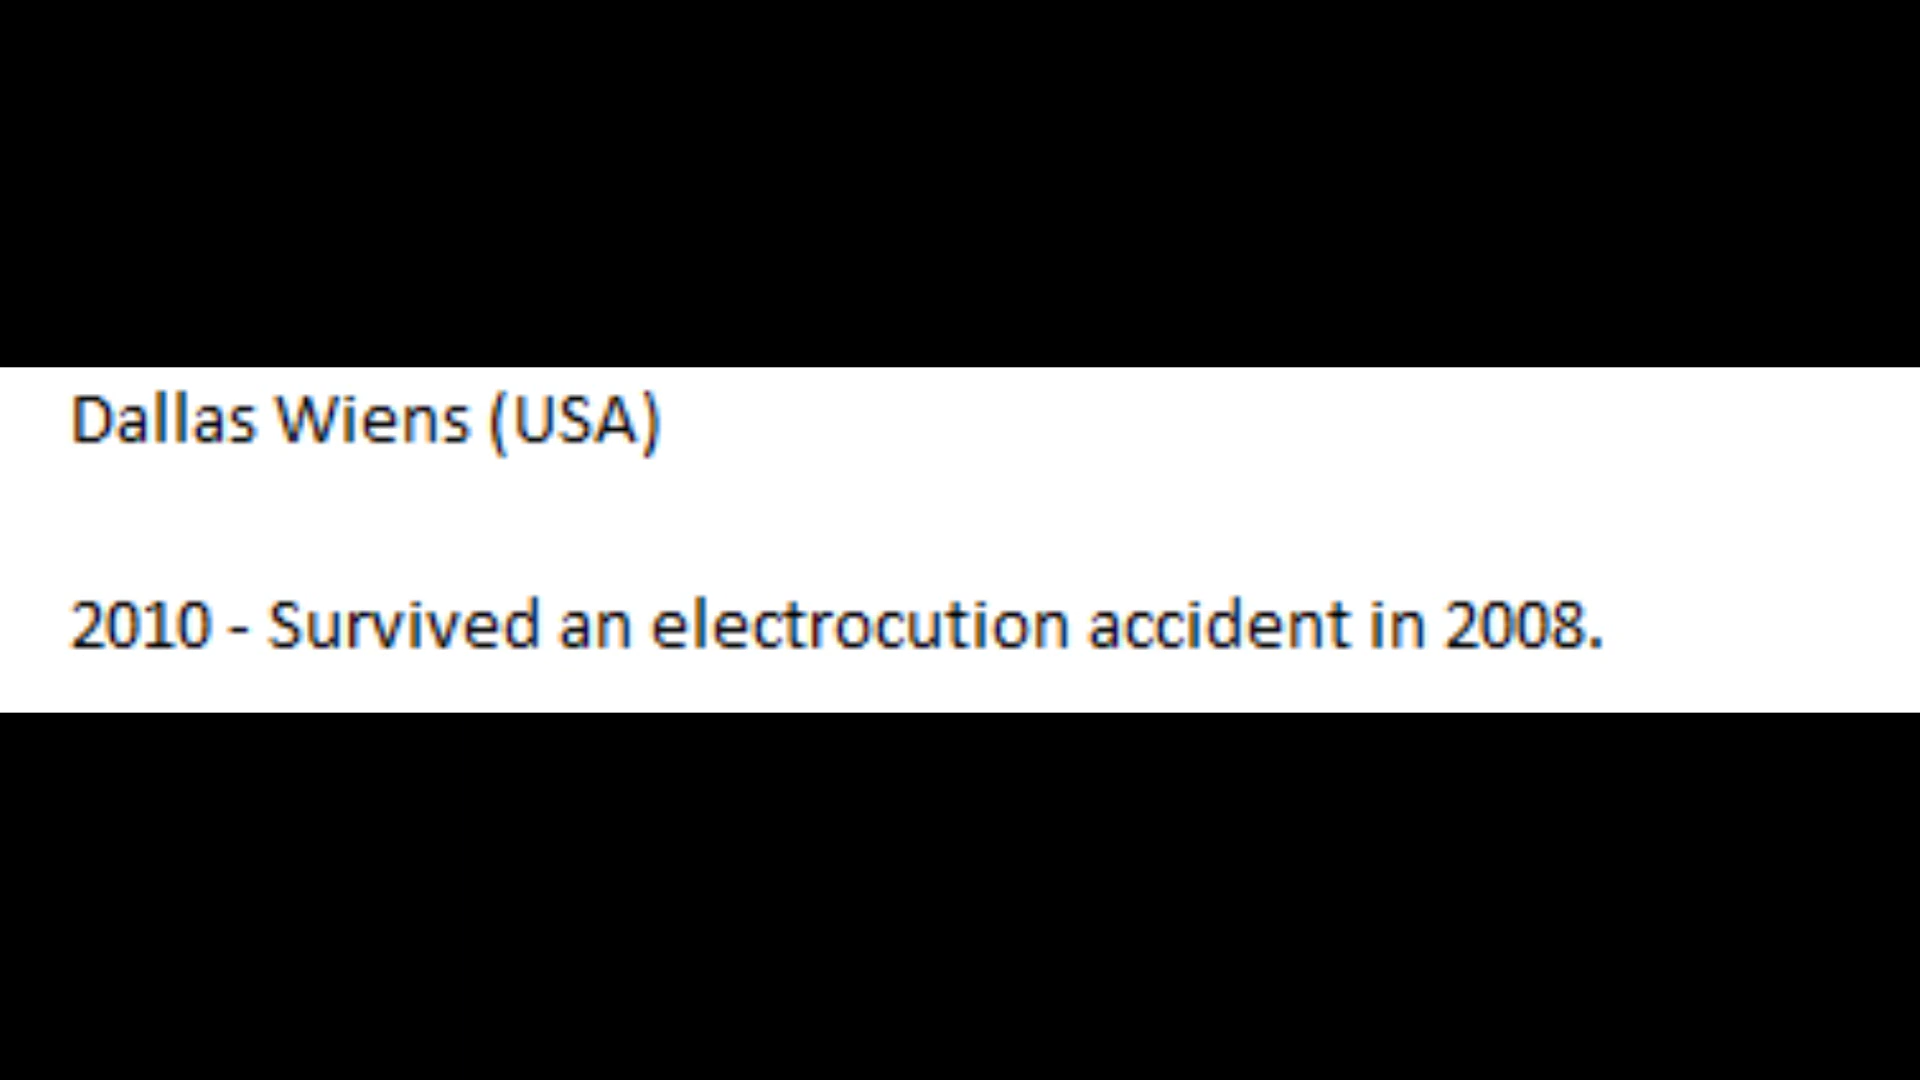 Dallas Wiens (USA)
2010 - Survived an electrocution accident in 2008.